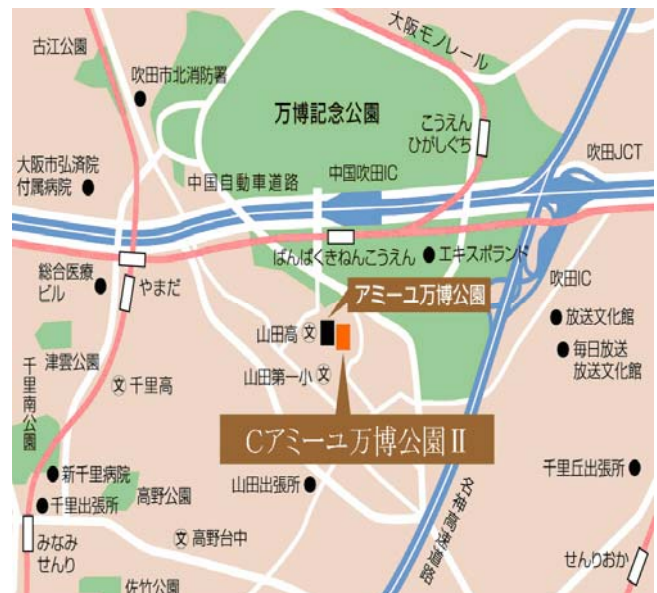 古江公園
大阪モノレール
吹田市北消防署
万博記念公園
こうえん
ひがしぐち
吹田JCT
大阪市弘済院
付属病院
中国自動車道路
中国吹田IC
ばんぱくきねんこうえん
エキスポランド
総合医療
ビル
やまだ
吹田IC
アミーユ万博公園
放送文化館
山田高
文
毎日放送
放送文化館
津雲公園
文
千里高
山田第一小
文
千里南公園
Cアミーユ万博公園Ⅱ
新千里病院
高野公園
山田出張所
千里丘出張所
千里出張所
名神高速道路
みなみ
せんり
文
高野台中
せんりおか
佐竹公園